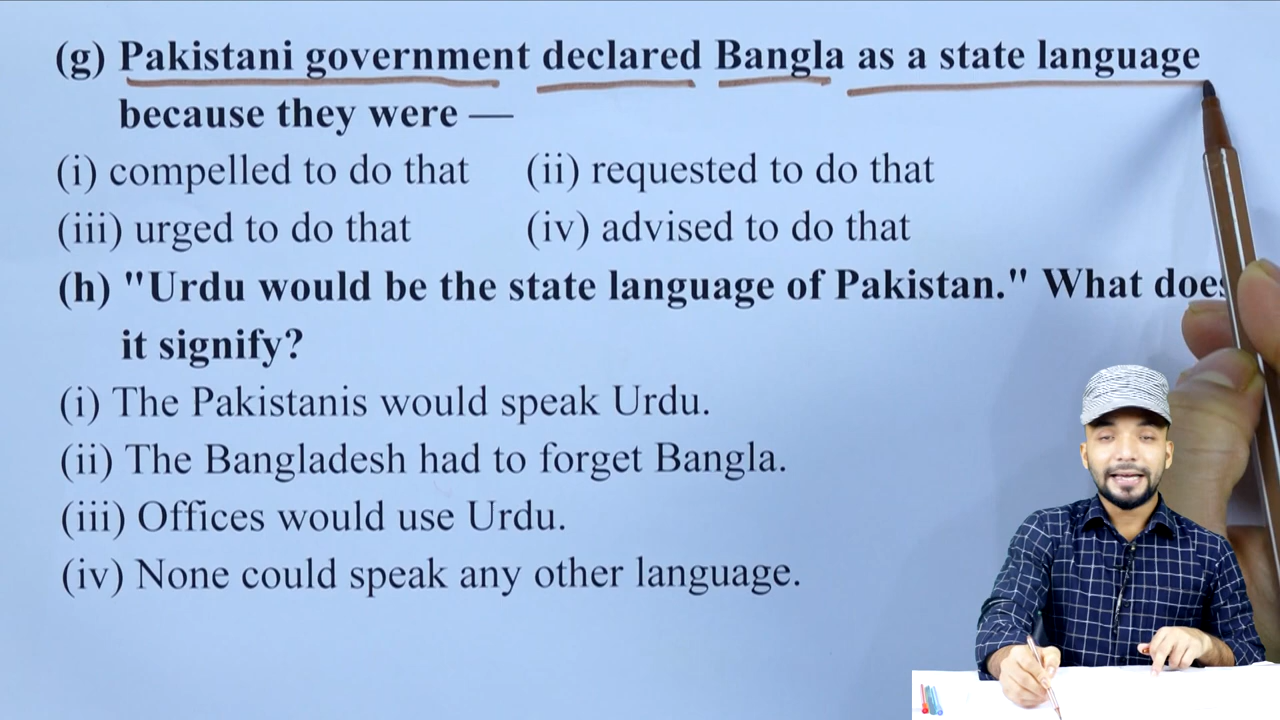 (g) Pakistani government declared Bangla as a state language
because they were —
(i) compelled to do that (ii) requested to do that
(iii) urged to do that (iv) advised to do that
(h) "Urdu would be the state language of Pakistan." What does
it signify?
(i) The Pakistanis would speak Urdu.
(ii) The Bangladesh had to forget Bangla.
(iii) Offices would use Urdu.
(iv) None could speak any other language.